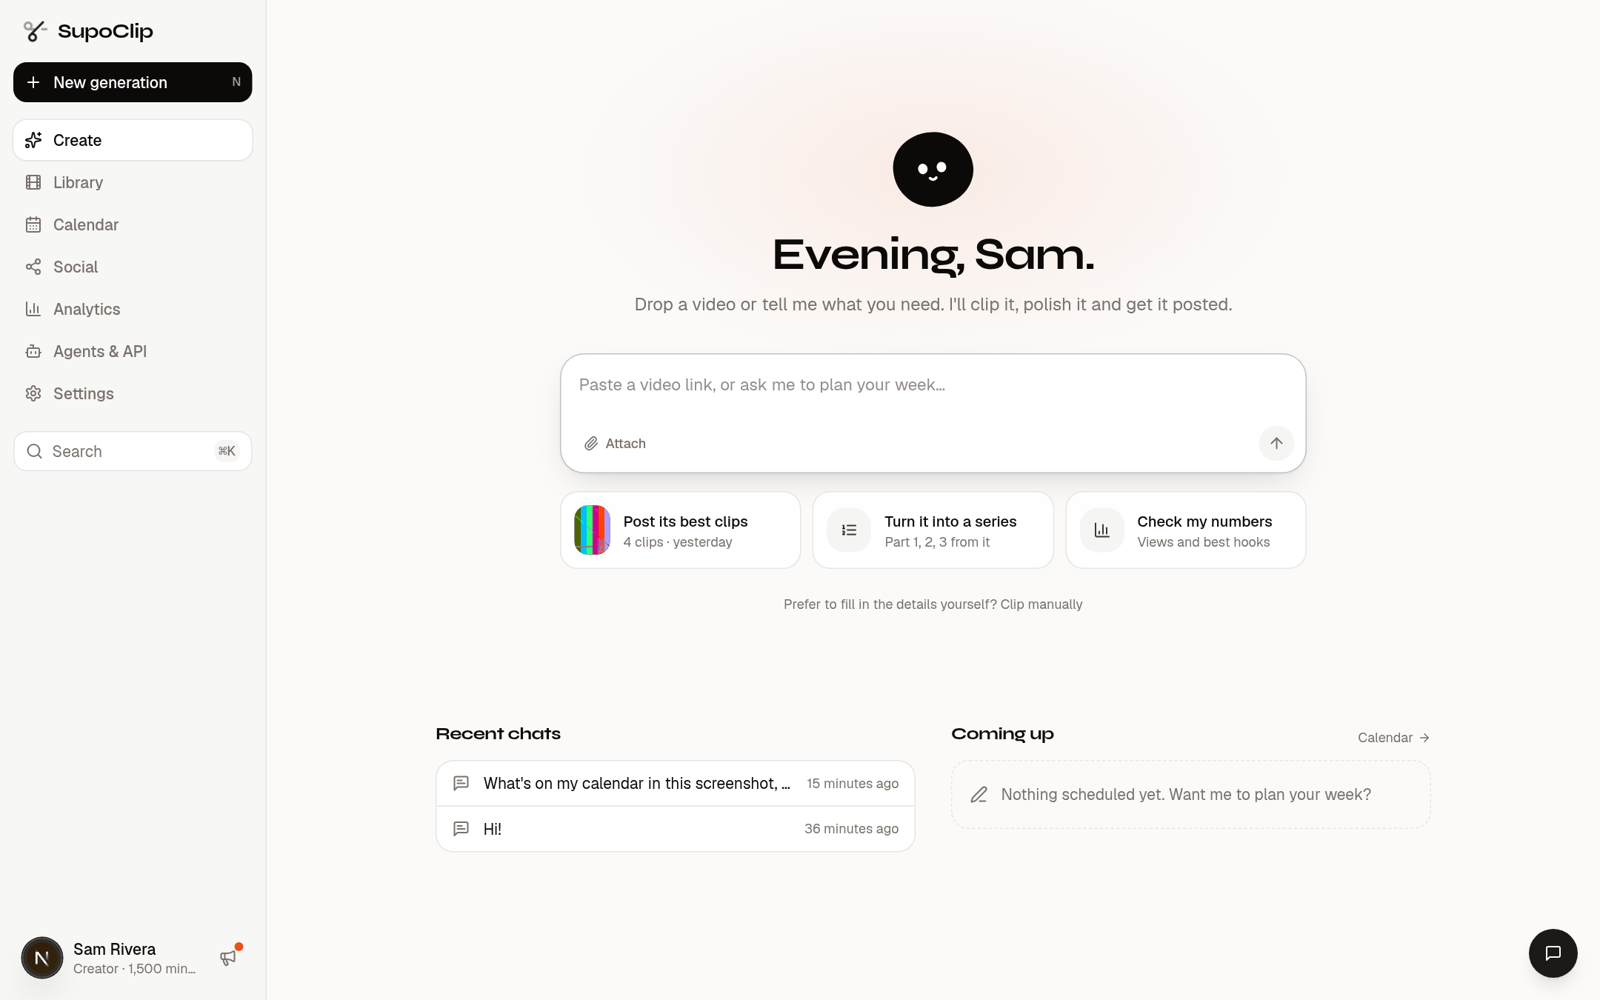 SupoClip
New generation N
Create
Library
Calendar
Social
Analytics
Agents & API
Settings
Search ⌘K
Evening, Sam.
Drop a video or tell me what you need. I'll clip it, polish it and get it posted.
Paste a video link, or ask me to plan your week...
Attach
Post its best clips
4 clips · yesterday
Turn it into a series
Part 1, 2, 3 from it
Check my numbers
Views and best hooks
Prefer to fill in the details yourself? Clip manually
Recent chats
What's on my calendar in this screenshot, ... 15 minutes ago
Hi! 36 minutes ago
Coming up
Calendar →
Nothing scheduled yet. Want me to plan your week?
N
Sam Rivera
Creator · 1,500 min...